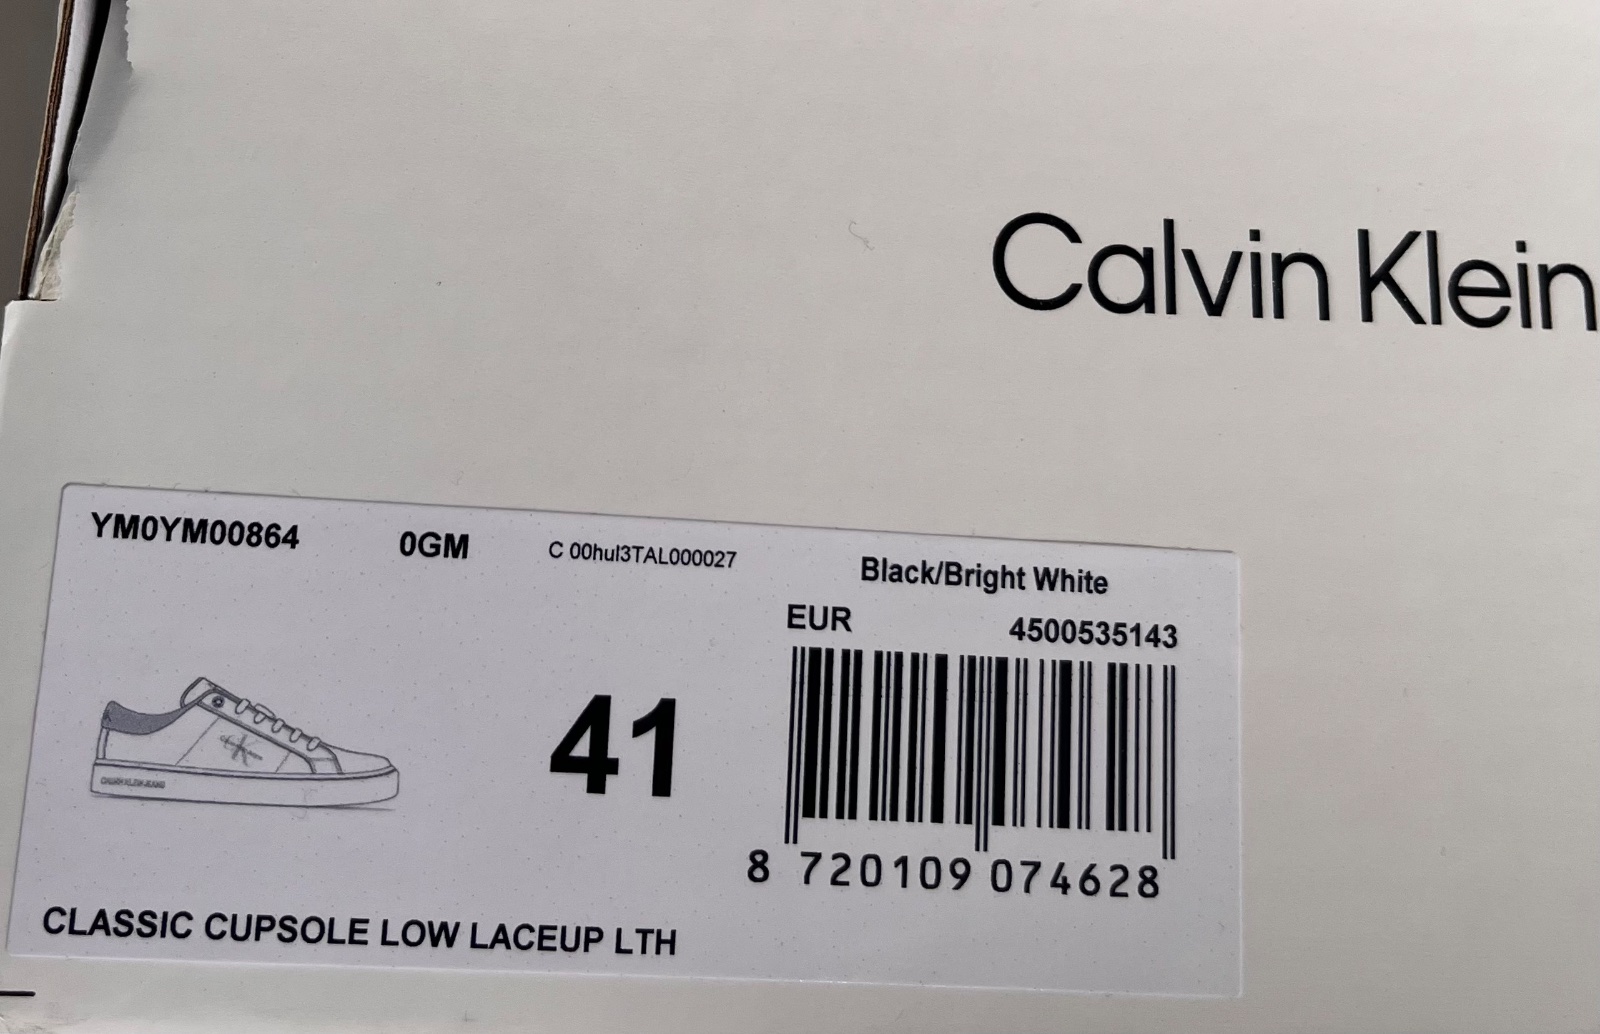 Calvin Klein
YM0YM00864 0GM C 00hul3TAL000027 Black/Bright White
EUR 4500535143
41
8 720109 074628
CLASSIC CUPSOLE LOW LACEUP LTH